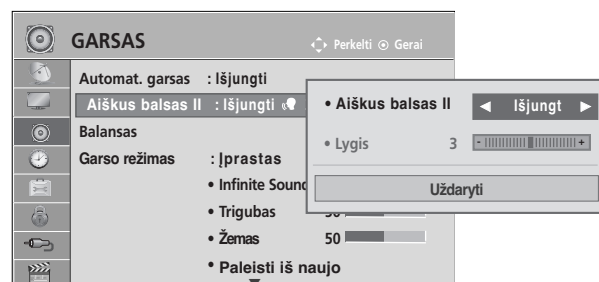 GARSAS
Perkelti Gerai
Automat. garsas : Išjungti
Aiškus balsas II : Išjungti
Balansas
Garso režimas : Įprastas
• Infinite Sound
• Trigubas 50
• Žemas 50
• Paleisti iš naujo
• Aiškus balsas II ◄ Išjungt ►
• Lygis 3 - +
Uždaryti